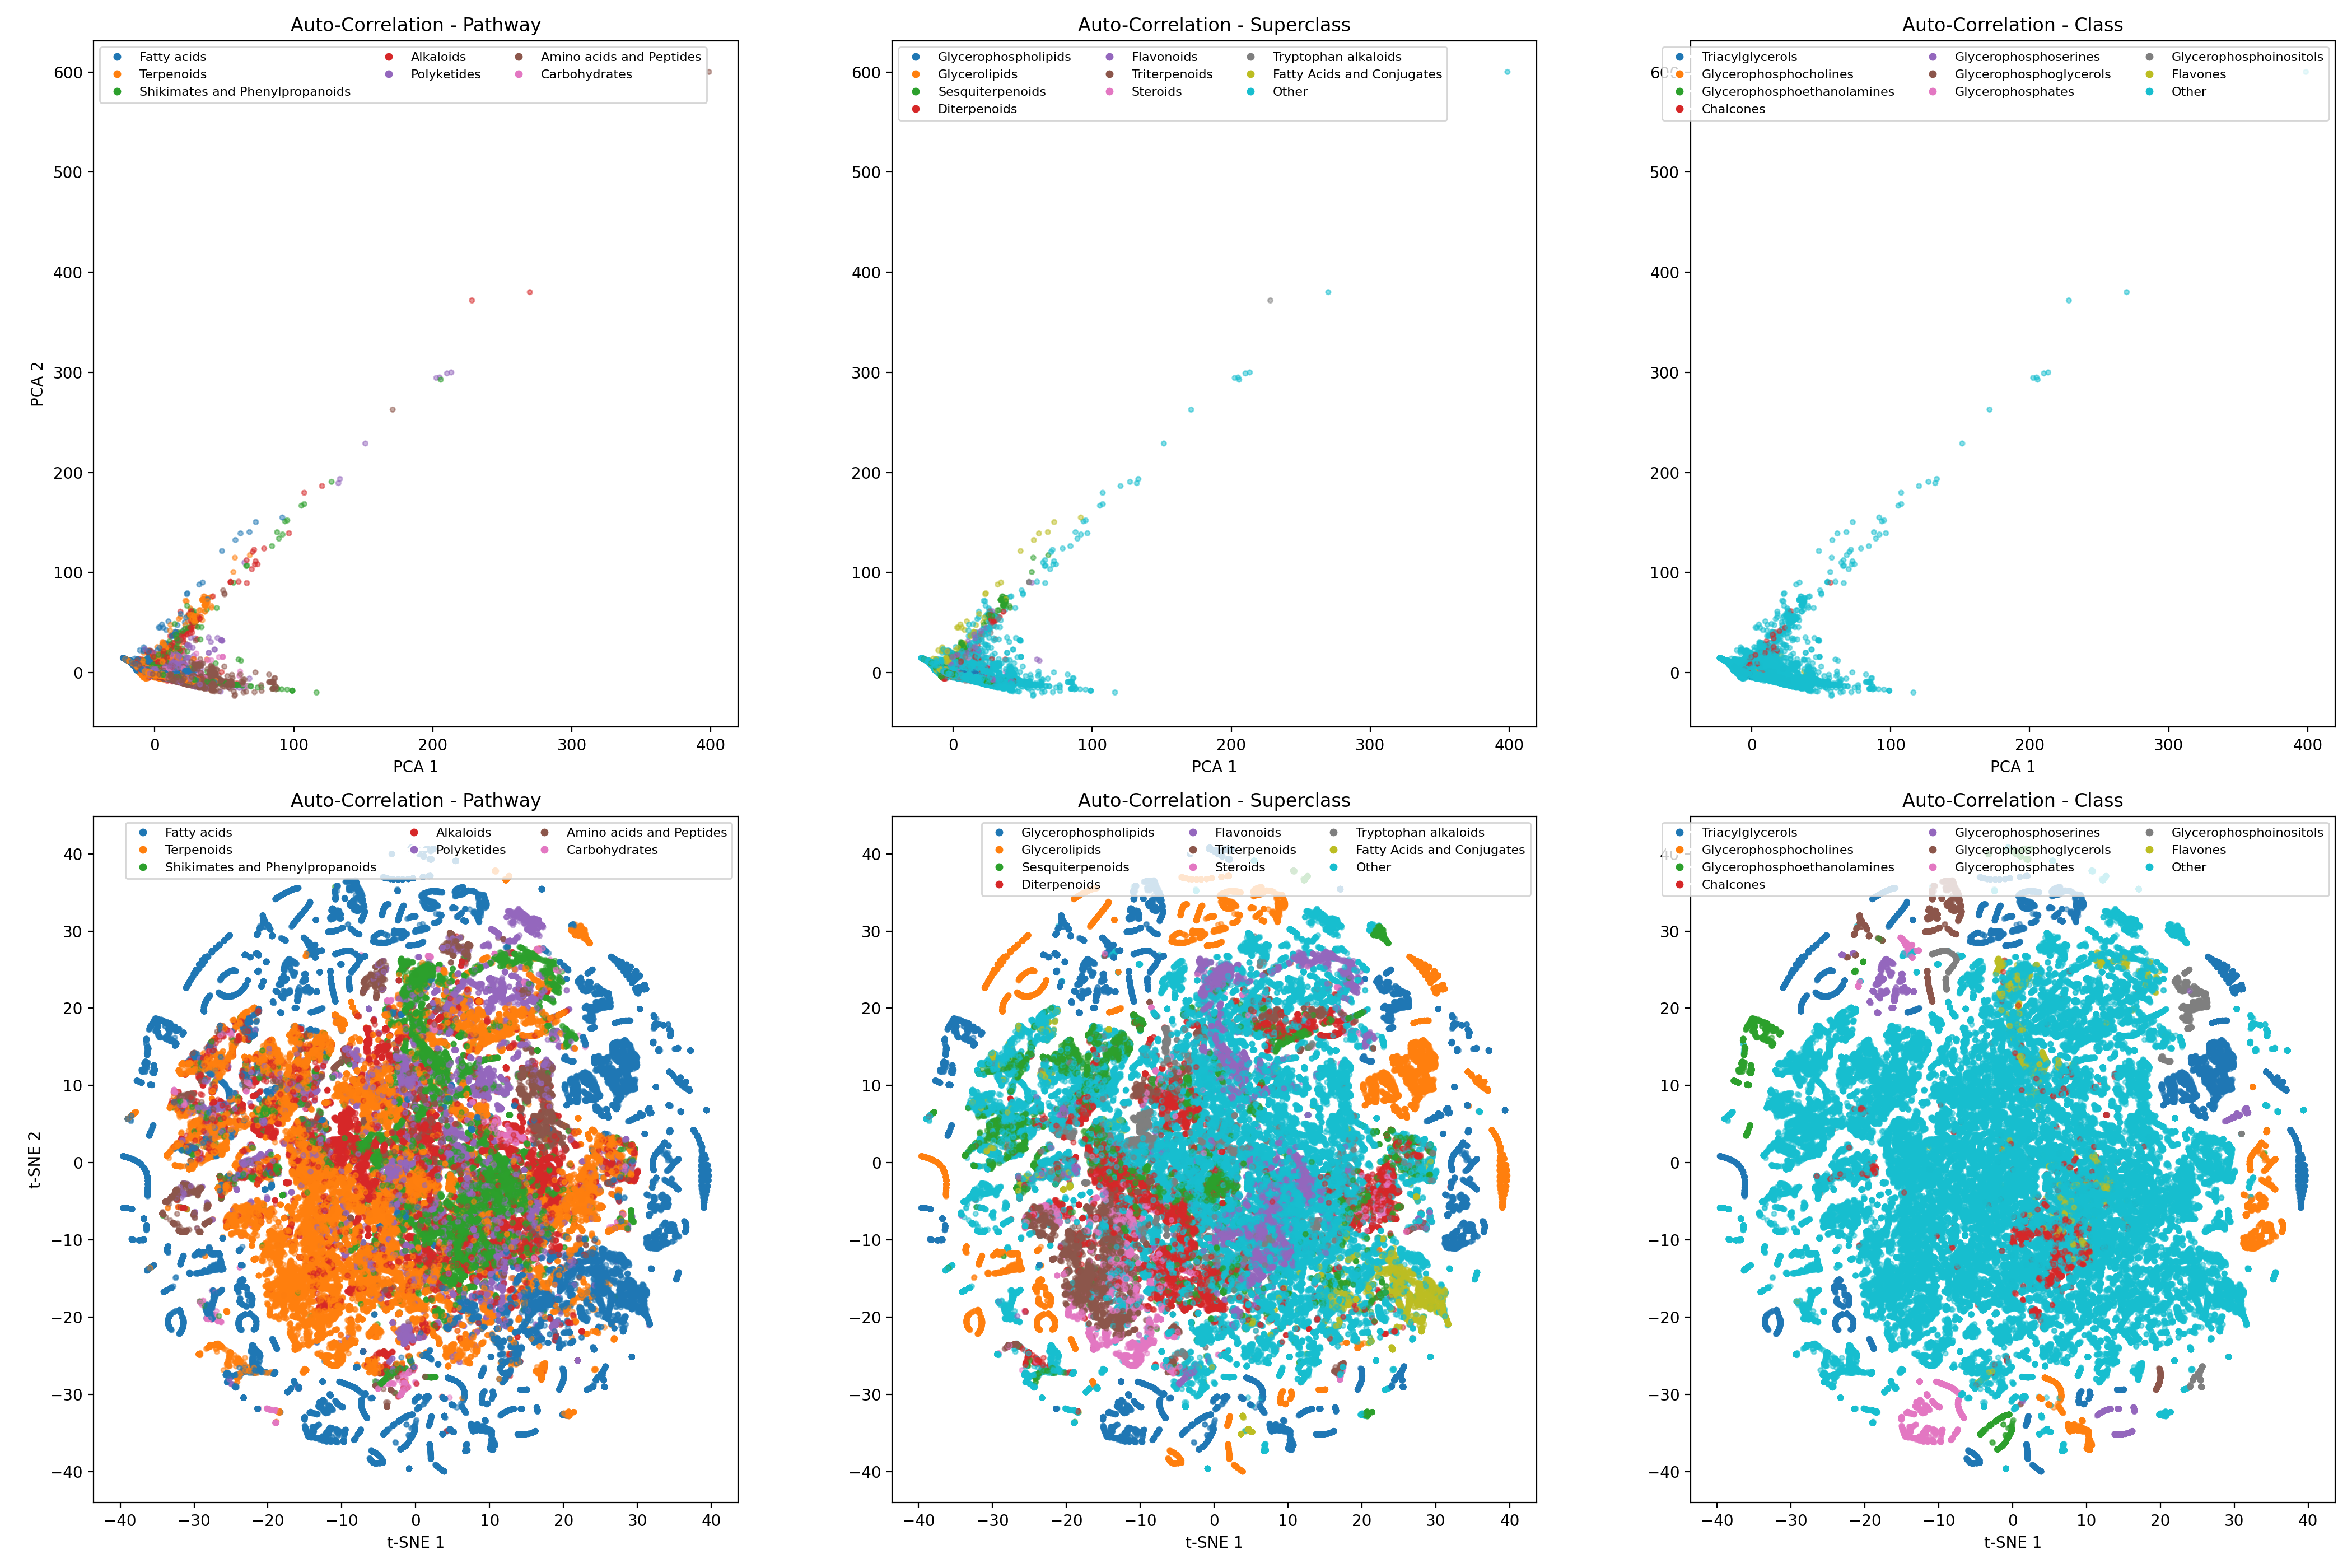 Auto-Correlation - Pathway
Fatty acids
Terpenoids
Shikimates and Phenylpropanoids
Alkaloids
Polyketides
Amino acids and Peptides
Carbohydrates
600
500
400
300
200
100
0
PCA 2
0 100 200 300 400
PCA 1
Auto-Correlation - Superclass
Glycerophospholipids
Glycerolipids
Sesquiterpenoids
Diterpenoids
Flavonoids
Triterpenoids
Steroids
Tryptophan alkaloids
Fatty Acids and Conjugates
Other
600
500
400
300
200
100
0
0 100 200 300 400
PCA 1
Auto-Correlation - Class
Triacylglycerols
Glycerophosphocholines
Glycerophosphoethanolamines
Chalcones
Glycerophosphoserines
Glycerophosphoglycerols
Glycerophosphates
Glycerophosphoinositols
Flavones
Other
600
500
400
300
200
100
0
0 100 200 300 400
PCA 1
Auto-Correlation - Pathway
Fatty acids
Terpenoids
Shikimates and Phenylpropanoids
Alkaloids
Polyketides
Amino acids and Peptides
Carbohydrates
40
30
20
10
0
−10
−20
−30
−40
t-SNE 2
−40 −30 −20 −10 0 10 20 30 40
t-SNE 1
Auto-Correlation - Superclass
Glycerophospholipids
Glycerolipids
Sesquiterpenoids
Diterpenoids
Flavonoids
Triterpenoids
Steroids
Tryptophan alkaloids
Fatty Acids and Conjugates
Other
40
30
20
10
0
−10
−20
−30
−40
−40 −30 −20 −10 0 10 20 30 40
t-SNE 1
Auto-Correlation - Class
Triacylglycerols
Glycerophosphocholines
Glycerophosphoethanolamines
Chalcones
Glycerophosphoserines
Glycerophosphoglycerols
Glycerophosphates
Glycerophosphoinositols
Flavones
Other
40
30
20
10
0
−10
−20
−30
−40
−40 −30 −20 −10 0 10 20 30 40
t-SNE 1